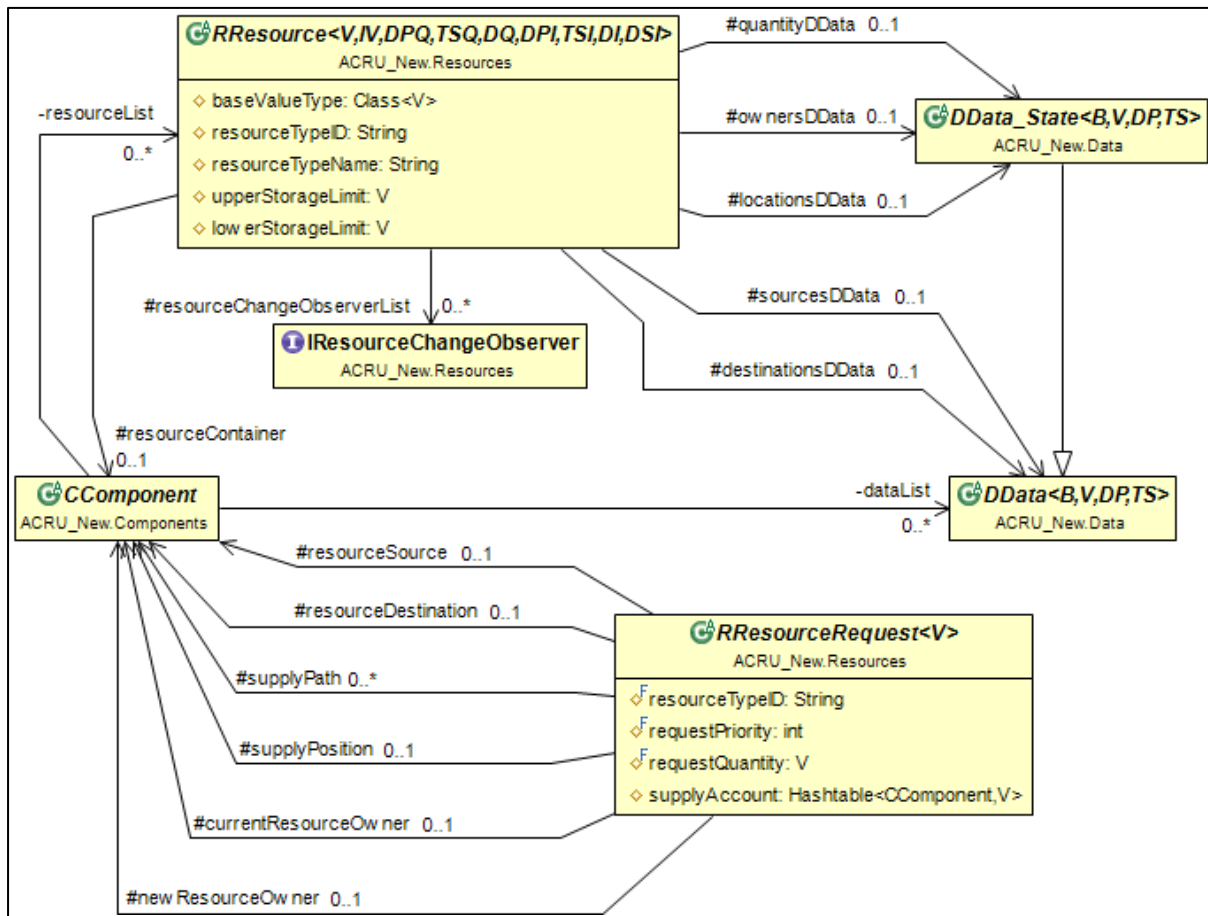 RResource<V,IV,DPQ,TSQ,DQ,DPI,TSI,DI,DSI>
ACRU_New.Resources
baseValueType: Class<V>
resourceTypeID: String
resourceTypeName: String
upperStorageLimit: V
lowerStorageLimit: V
#quantityDData 0..1
#ownersDData 0..1
#locationsDData 0..1
DData_State<B,V,DP,TS>
ACRU_New.Data
-resourceList
0..*
#sourcesDData 0..1
#destinationsDData 0..1
#resourceChangeObserverList 0..*
I IResourceChangeObserver
ACRU_New.Resources
#resourceContainer
0..1
CComponent
ACRU_New.Components
-dataList
0..*
DData<B,V,DP,TS>
ACRU_New.Data
#resourceSource 0..1
#resourceDestination 0..1
#supplyPath 0..*
#supplyPosition 0..1
#currentResourceOwner 0..1
#newResourceOwner 0..1
RResourceRequest<V>
ACRU_New.Resources
F resourceTypeID: String
F requestPriority: int
F requestQuantity: V
supplyAccount: Hashtable<CComponent,V>